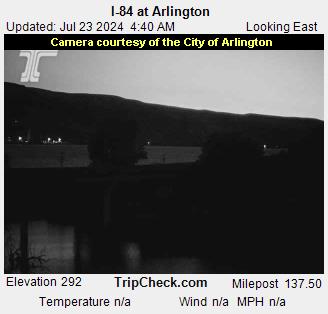 I-84 at Arlington
Updated: Jul 23 2024 4:40 AM Looking East
Camera courtesy of the City of Arlington
Elevation 292 TripCheck.com Milepost 137.50
Temperature n/a Wind n/a MPH n/a